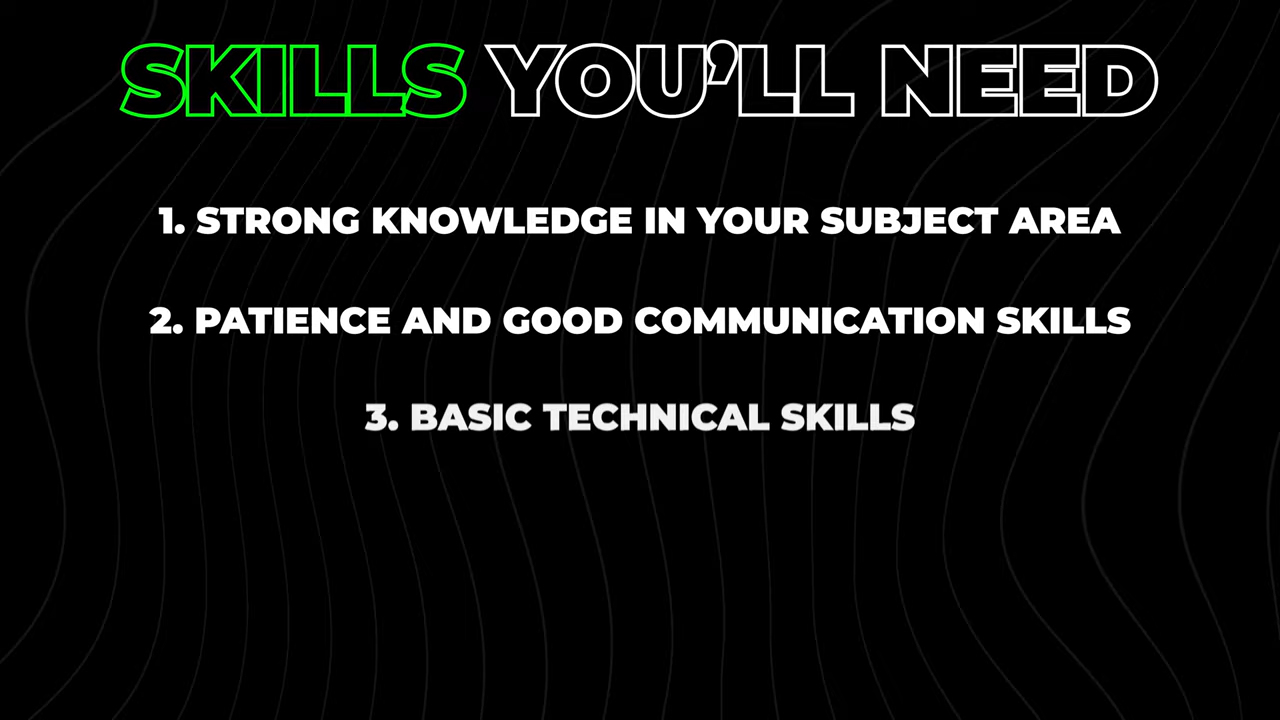 SKILLS YOU'LL NEED
1. STRONG KNOWLEDGE IN YOUR SUBJECT AREA
2. PATIENCE AND GOOD COMMUNICATION SKILLS
3. BASIC TECHNICAL SKILLS